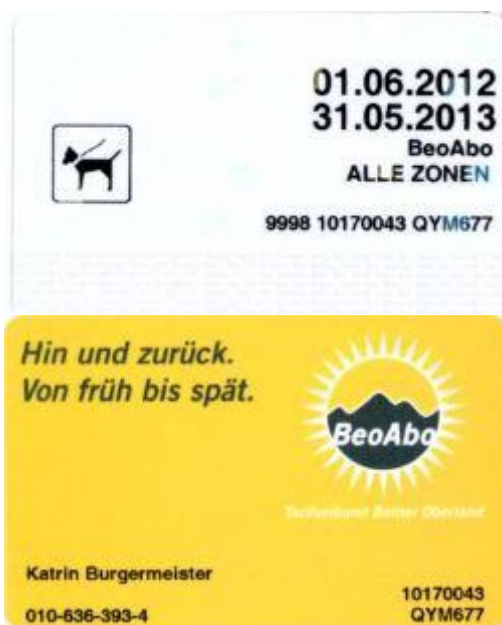 01.06.2012
31.05.2013
BeoAbo
ALLE ZONEN
9998 10170043 QYM677
Hin und zurück.
Von früh bis spät.
BeoAbo
Tarifverbund Berner Oberland
Katrin Burgermeister
010-636-393-4
10170043
QYM677